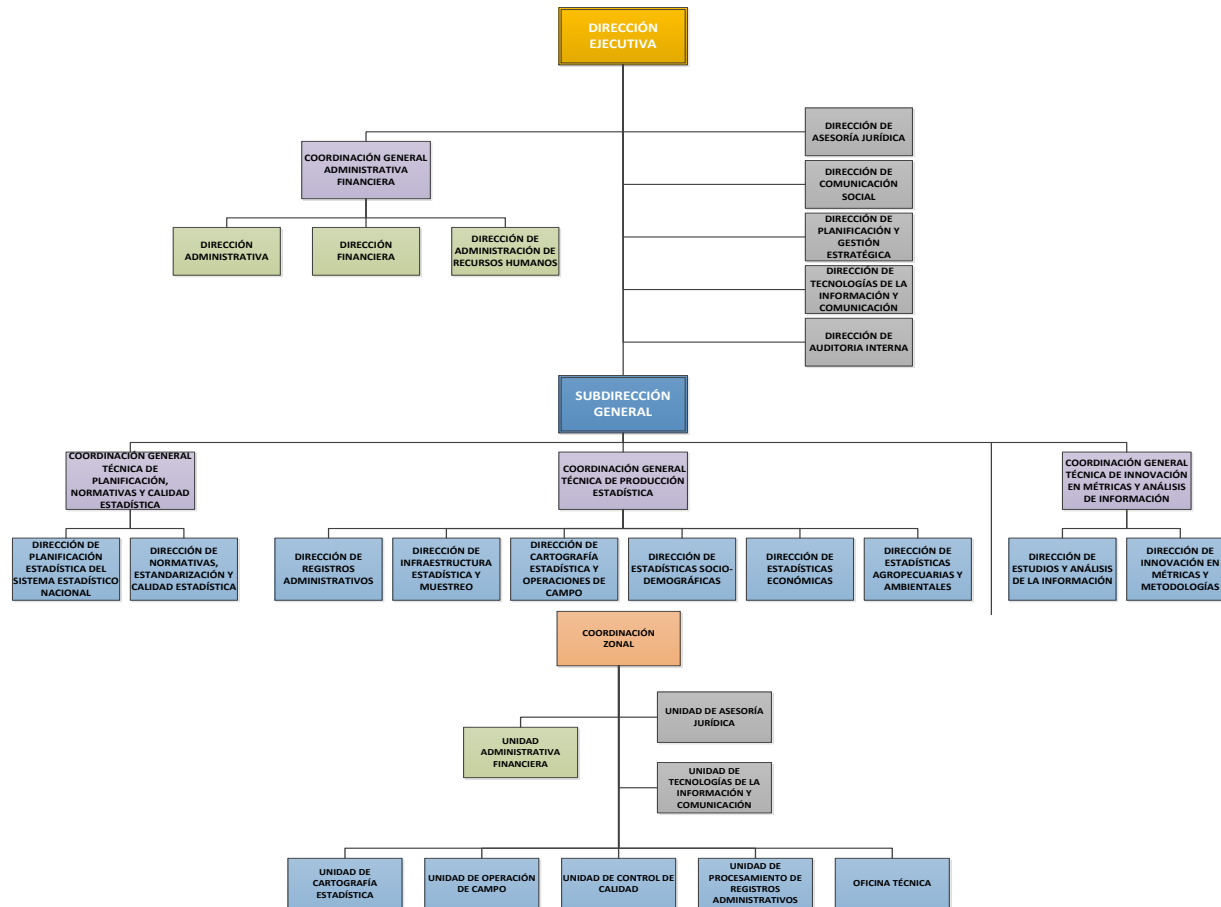 DIRECCIÓN
EJECUTIVA
DIRECCIÓN DE
ASESORÍA JURÍDICA
COORDINACIÓN GENERAL
ADMINISTRATIVA
FINANCIERA
DIRECCIÓN DE
COMUNICACIÓN
SOCIAL
DIRECCIÓN
ADMINISTRATIVA
DIRECCIÓN
FINANCIERA
DIRECCIÓN DE
ADMINISTRACIÓN DE
RECURSOS HUMANOS
DIRECCIÓN DE
PLANIFICACIÓN Y
GESTIÓN
ESTRATÉGICA
DIRECCIÓN DE
TECNOLOGÍAS DE LA
INFORMACIÓN Y
COMUNICACIÓN
DIRECCIÓN DE
AUDITORIA INTERNA
SUBDIRECCIÓN
GENERAL
COORDINACIÓN GENERAL
TÉCNICA DE
PLANIFICACIÓN,
NORMATIVAS Y CALIDAD
ESTADÍSTICA
COORDINACIÓN GENERAL
TÉCNICA DE PRODUCCIÓN
ESTADÍSTICA
COORDINACIÓN GENERAL
TÉCNICA DE INNOVACIÓN
EN MÉTRICAS Y ANÁLISIS
DE INFORMACIÓN
DIRECCIÓN DE
PLANIFICACIÓN
ESTADÍSTICA DEL
SISTEMA ESTADÍSTICO
NACIONAL
DIRECCIÓN DE
NORMATIVAS,
ESTANDARIZACIÓN Y
CALIDAD ESTADÍSTICA
DIRECCIÓN DE
REGISTROS
ADMINISTRATIVOS
DIRECCIÓN DE
INFRAESTRUCTURA
ESTADÍSTICA Y
MUESTREO
DIRECCIÓN DE
CARTOGRAFÍA
ESTADÍSTICA Y
OPERACIONES DE
CAMPO
DIRECCIÓN DE
ESTADÍSTICAS SOCIO-
DEMOGRÁFICAS
DIRECCIÓN DE
ESTADÍSTICAS
ECONÓMICAS
DIRECCIÓN DE
ESTADÍSTICAS
AGROPECUARIAS Y
AMBIENTALES
DIRECCIÓN DE
ESTUDIOS Y ANÁLISIS
DE LA INFORMACIÓN
DIRECCIÓN DE
INNOVACIÓN EN
MÉTRICAS Y
METODOLOGÍAS
COORDINACIÓN
ZONAL
UNIDAD DE ASESORÍA
JURÍDICA
UNIDAD
ADMINISTRATIVA
FINANCIERA
UNIDAD DE
TECNOLOGÍAS DE LA
INFORMACIÓN Y
COMUNICACIÓN
UNIDAD DE
CARTOGRAFÍA
ESTADÍSTICA
UNIDAD DE OPERACIÓN
DE CAMPO
UNIDAD DE CONTROL DE
CALIDAD
UNIDAD DE
PROCESAMIENTO DE
REGISTROS
ADMINISTRATIVOS
OFICINA TÉCNICA